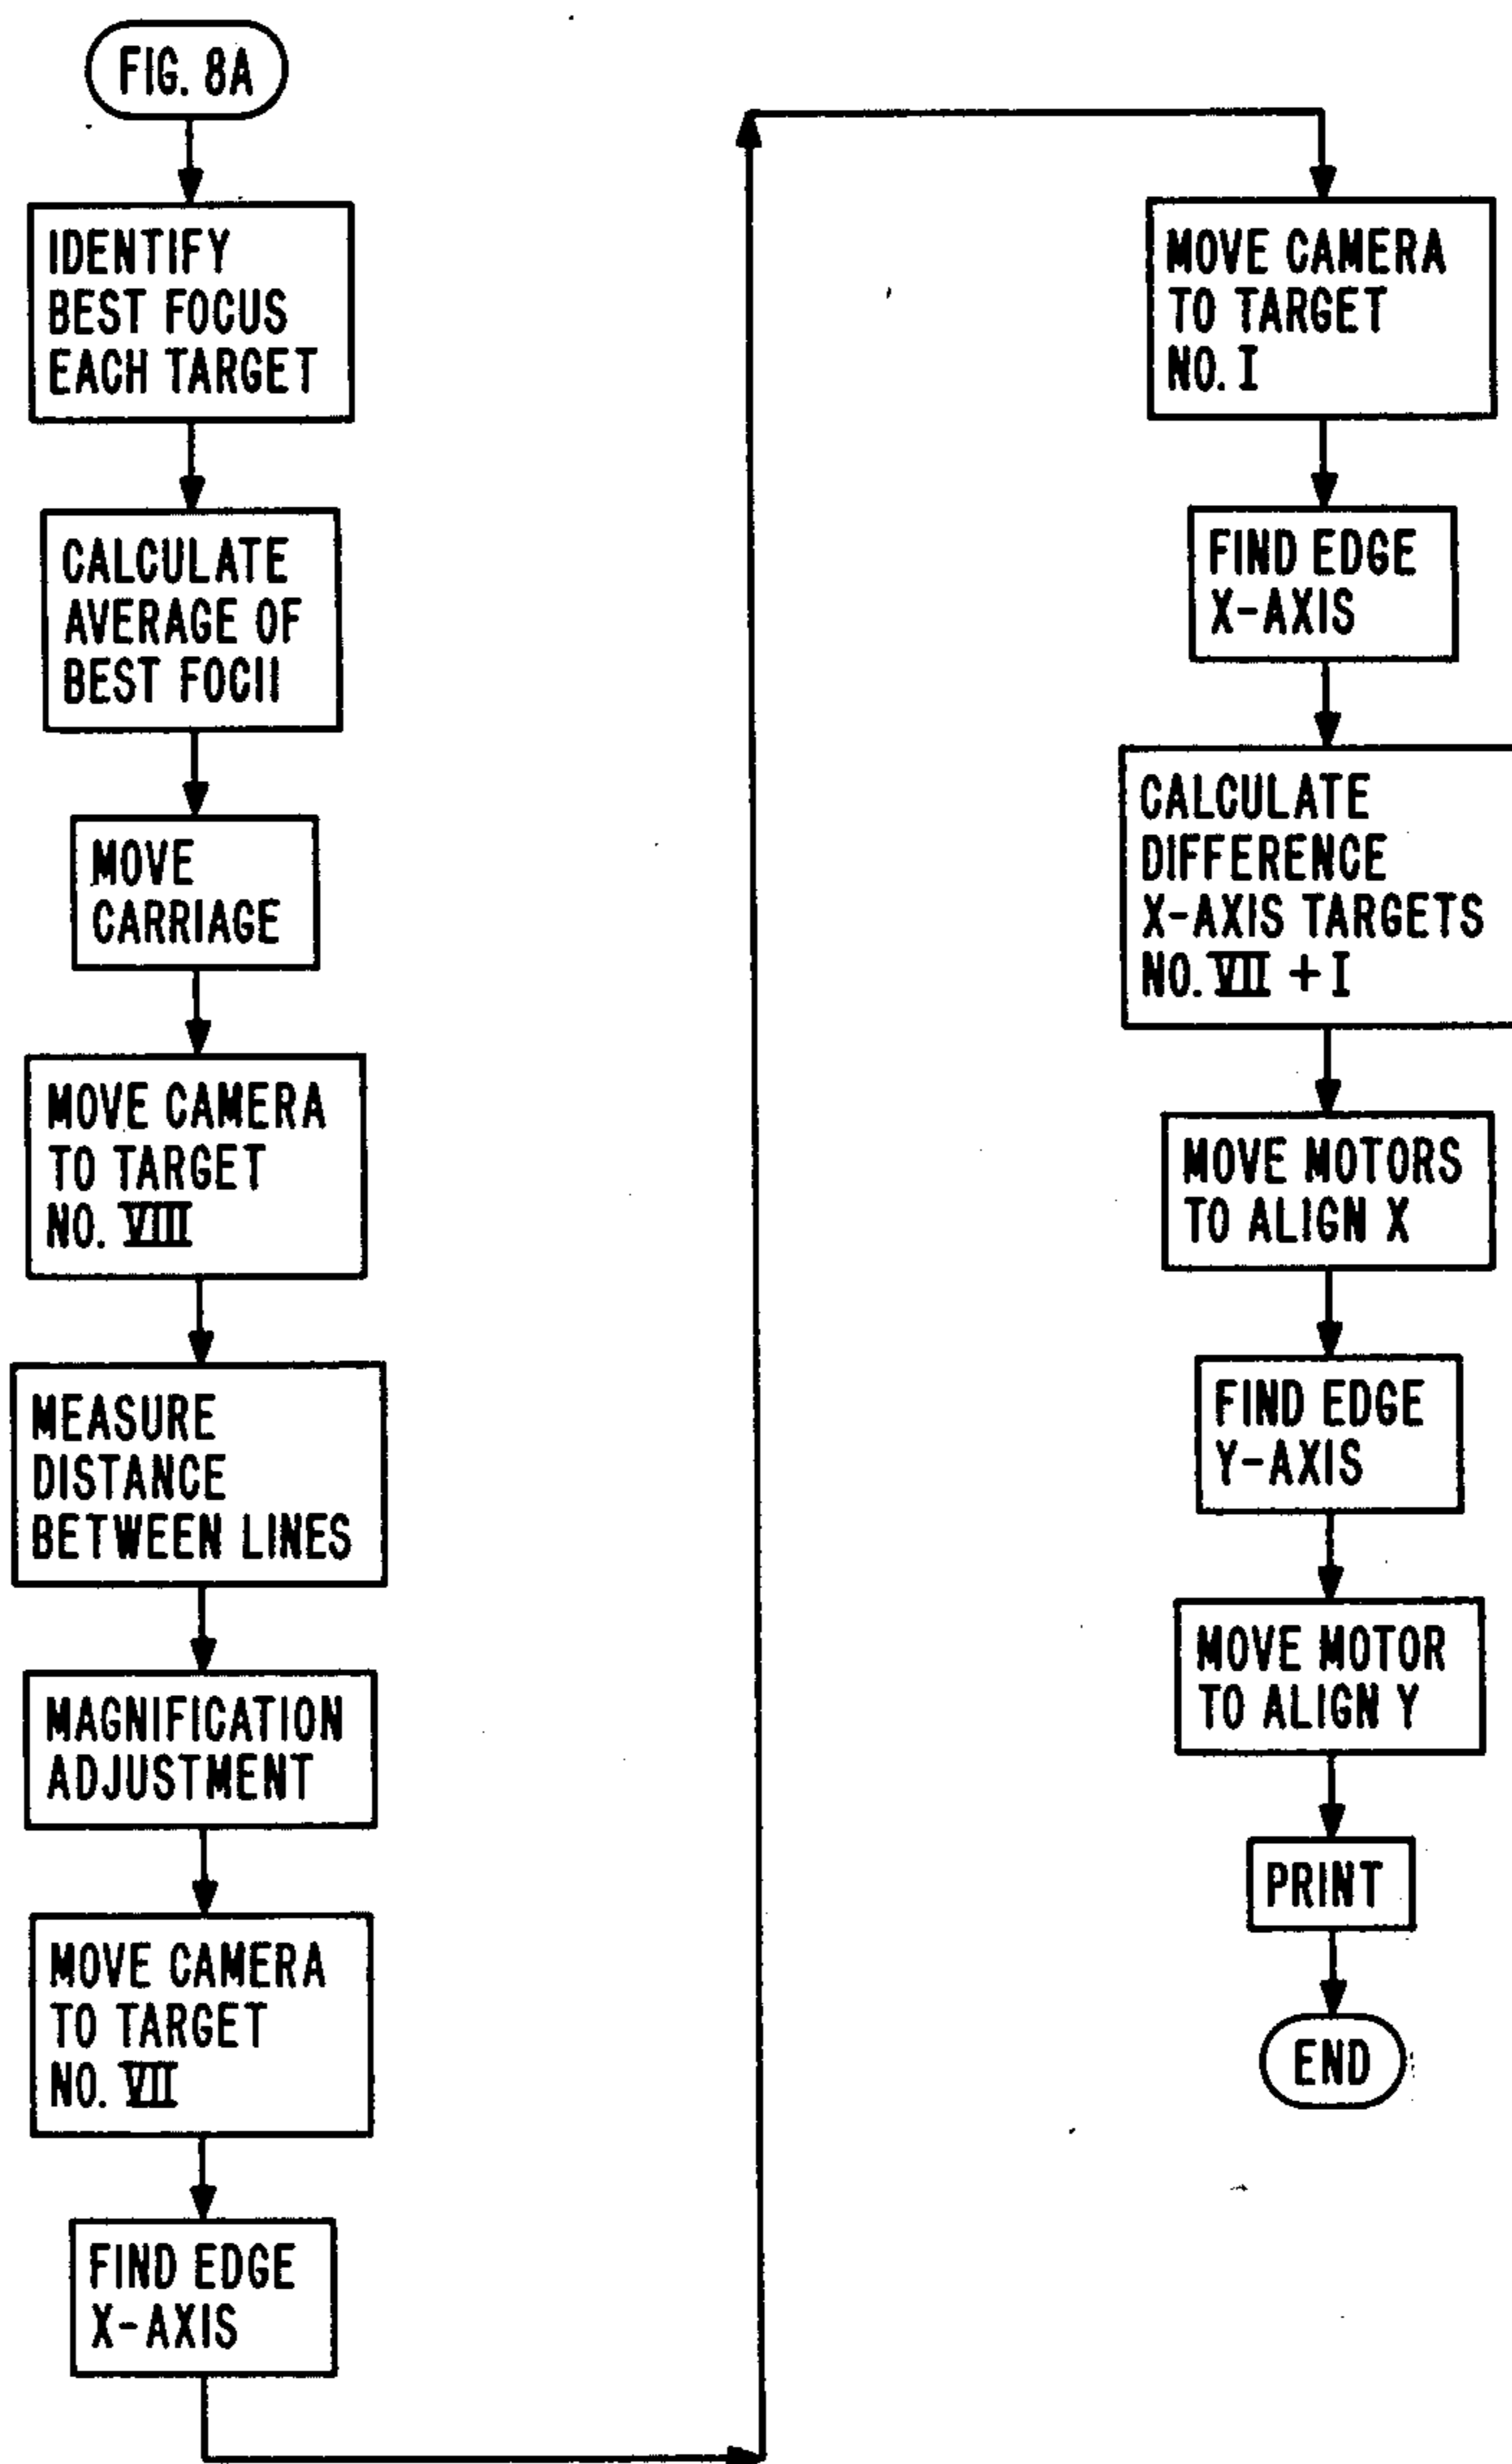 FIG. 8A
IDENTIFY
BEST FOCUS
EACH TARGET
CALCULATE
AVERAGE OF
BEST FOCII
MOVE
CARRIAGE
MOVE CAMERA
TO TARGET
NO. VIII
MEASURE
DISTANCE
BETWEEN LINES
MAGNIFICATION
ADJUSTMENT
MOVE CAMERA
TO TARGET
NO. VII
FIND EDGE
X-AXIS
MOVE CAMERA
TO TARGET
NO. I
FIND EDGE
X-AXIS
CALCULATE
DIFFERENCE
X-AXIS TARGETS
NO. VII + I
MOVE MOTORS
TO ALIGN X
FIND EDGE
Y-AXIS
MOVE MOTOR
TO ALIGN Y
PRINT
END